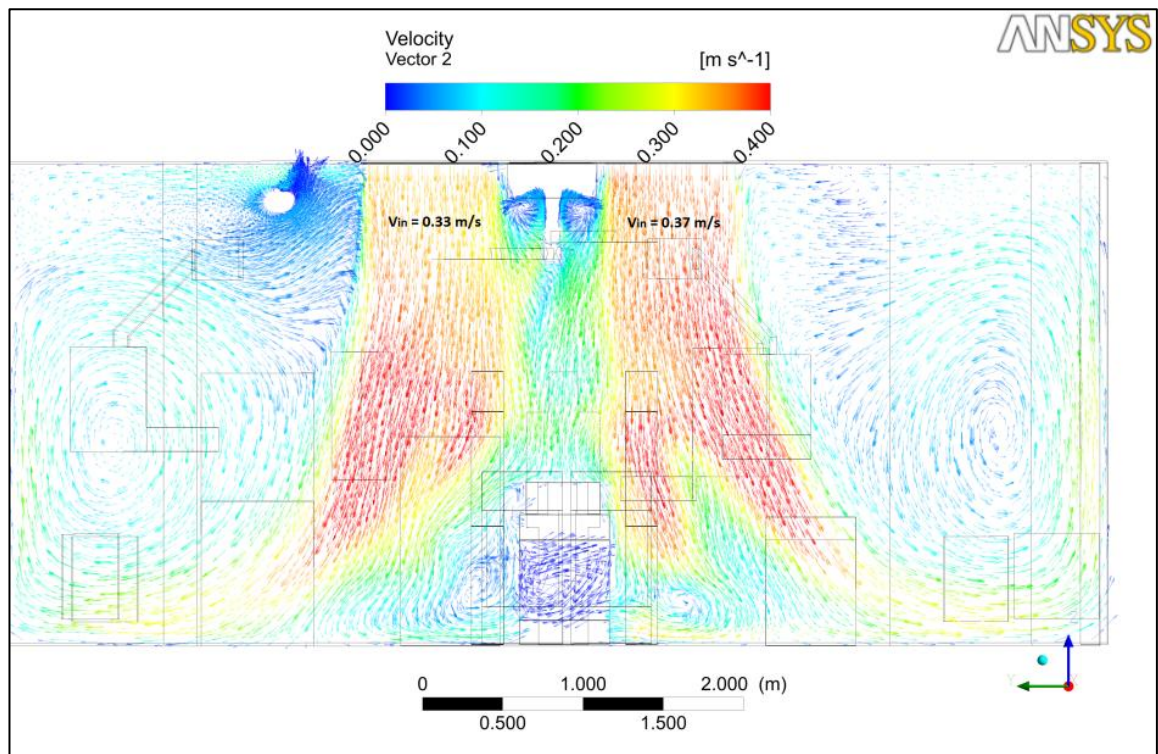 ANSYS
Velocity
Vector 2
[m s^-1]
0.000
0.100
0.200
0.300
0.400
Vin = 0.33 m/s
Vin = 0.37 m/s
0
1.000
2.000
(m)
0.500
1.500
Y